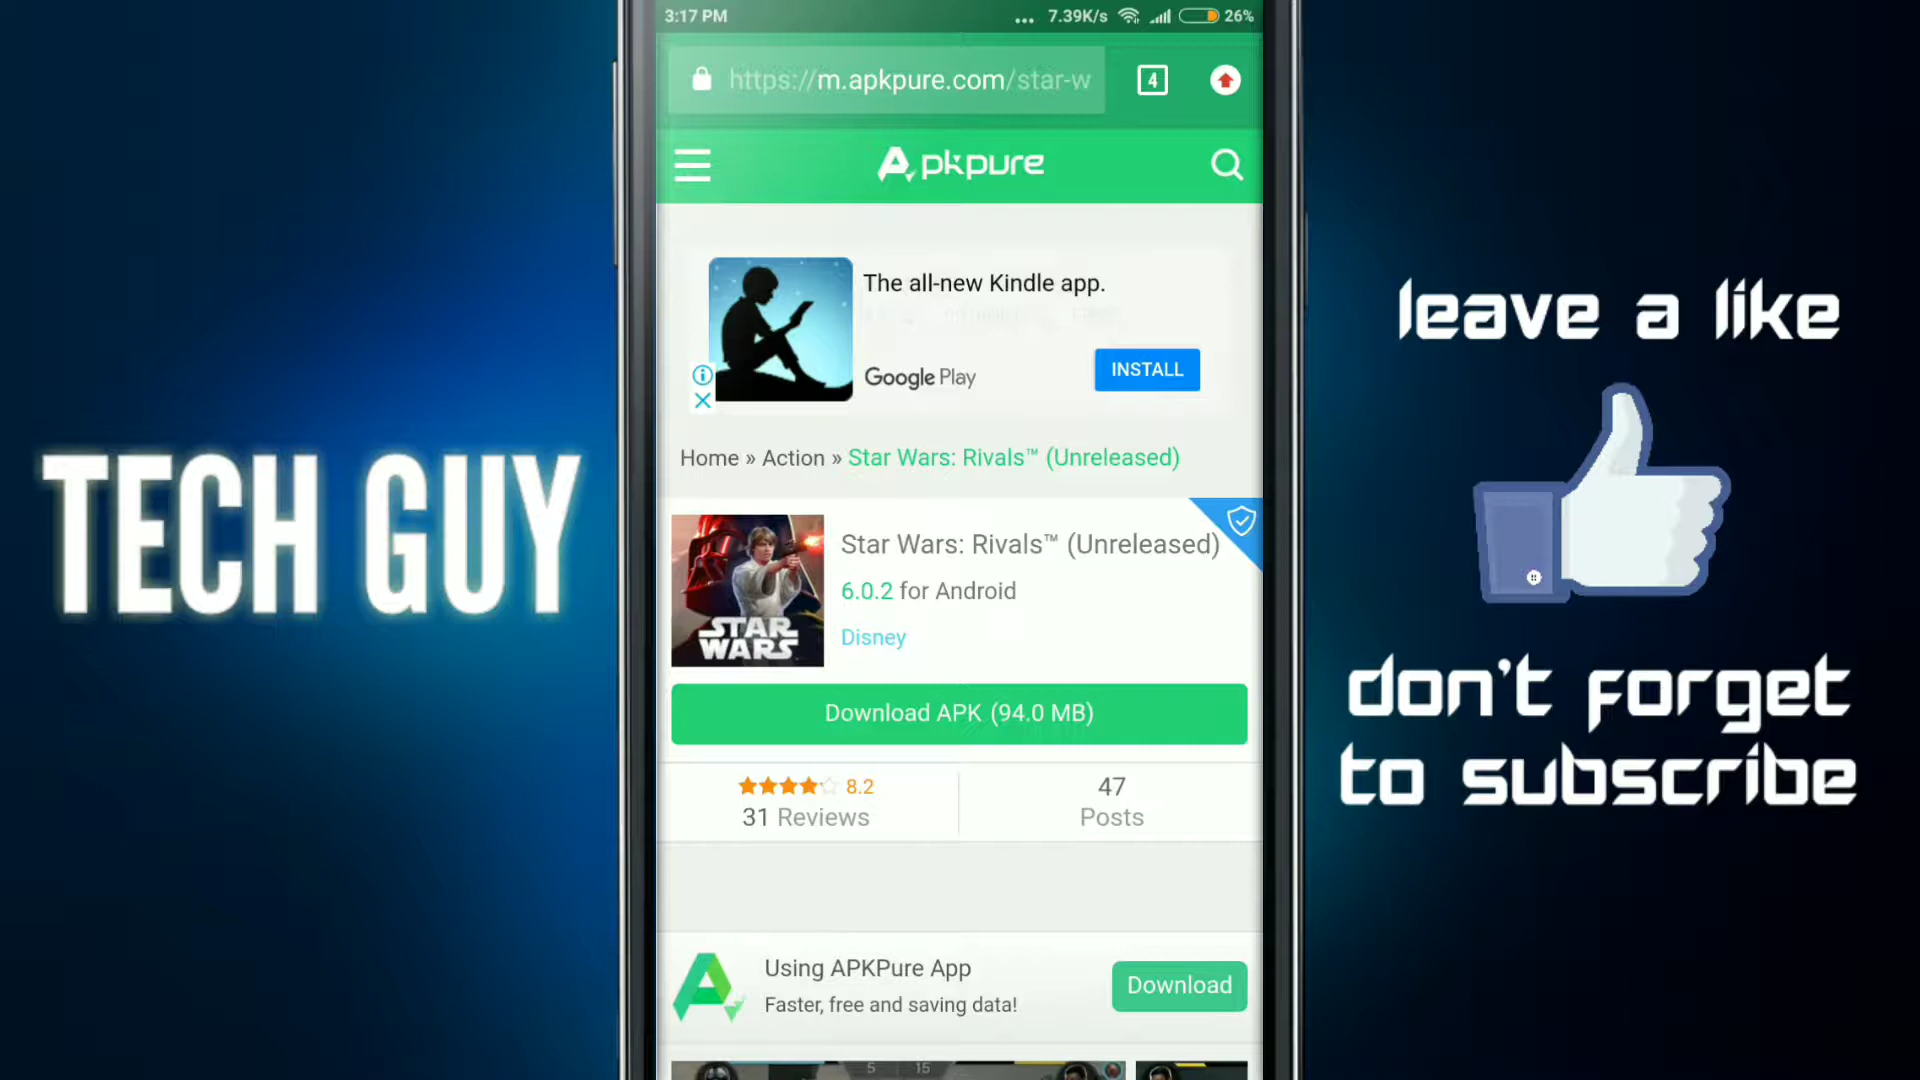 3:17 PM
... 7.39K/s 26%
https://m.apkpure.com/star-w
4
Apkpure
The all-new Kindle app.
Google Play
INSTALL
Home » Action » Star Wars: Rivals™ (Unreleased)
Star Wars: Rivals™ (Unreleased)
6.0.2 for Android
STAR WARS
Disney
Download APK (94.0 MB)
8.2
31 Reviews
47
Posts
Using APKPure App
Faster, free and saving data!
Download
5 15
TECH GUY
leave a like
don't forget
to subscribe